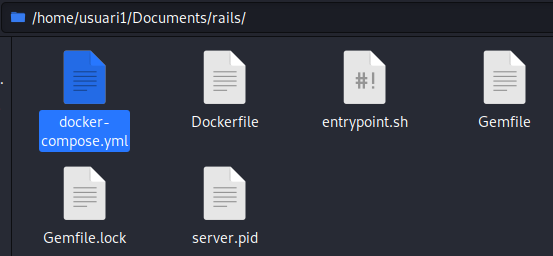 /home/usuari1/Documents/rails/
docker-
compose.yml
Dockerfile
#!
entrypoint.sh
Gemfile
Gemfile.lock
server.pid